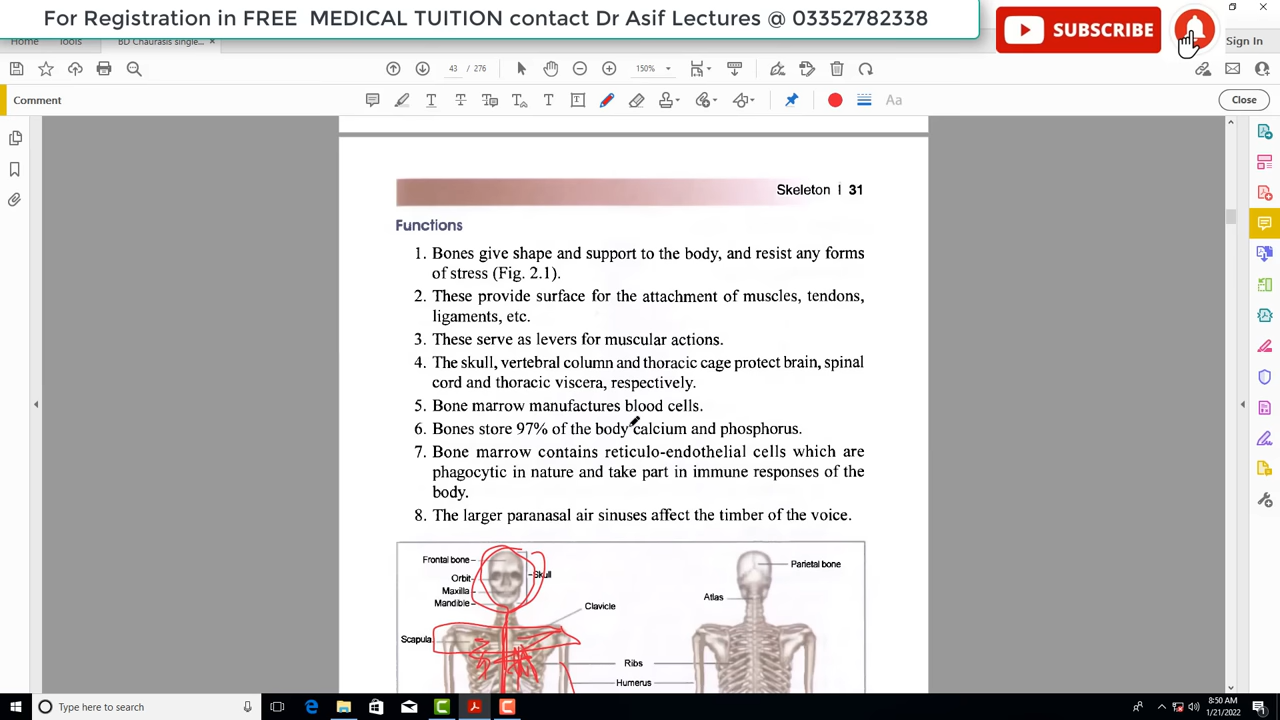 For Registration in FREE MEDICAL TUITION contact Dr Asif Lectures @ 03352782338
SUBSCRIBE
Home Tools BD Chaurasis single... × Sign In
43 / 276 150%
Comment Aa Close
Skeleton | 31
Functions
1. Bones give shape and support to the body, and resist any forms
of stress (Fig. 2.1).
2. These provide surface for the attachment of muscles, tendons,
ligaments, etc.
3. These serve as levers for muscular actions.
4. The skull, vertebral column and thoracic cage protect brain, spinal
cord and thoracic viscera, respectively.
5. Bone marrow manufactures blood cells.
6. Bones store 97% of the body calcium and phosphorus.
7. Bone marrow contains reticulo-endothelial cells which are
phagocytic in nature and take part in immune responses of the
body.
8. The larger paranasal air sinuses affect the timber of the voice.
Frontal bone
Orbit
Skull
Maxilla
Mandible
Clavicle
Scapula
Parietal bone
Atlas
Ribs
Humerus
Type here to search
8:50 AM
1/21/2022